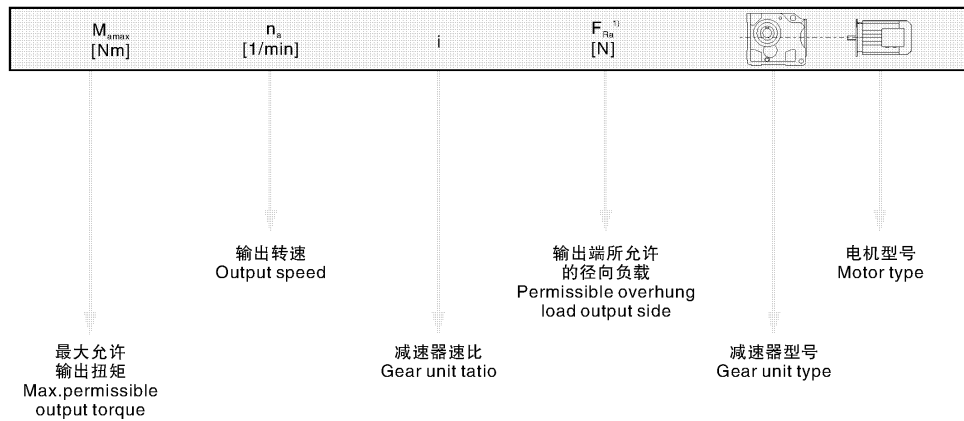 Mamax
[Nm]
na
[1/min]
i
FRa 1)
[N]
输出转速
Output speed
输出端所允许
的径向负载
Permissible overhung
load output side
电机型号
Motor type
最大允许
输出扭矩
Max.permissible
output torque
减速器速比
Gear unit tatio
减速器型号
Gear unit type